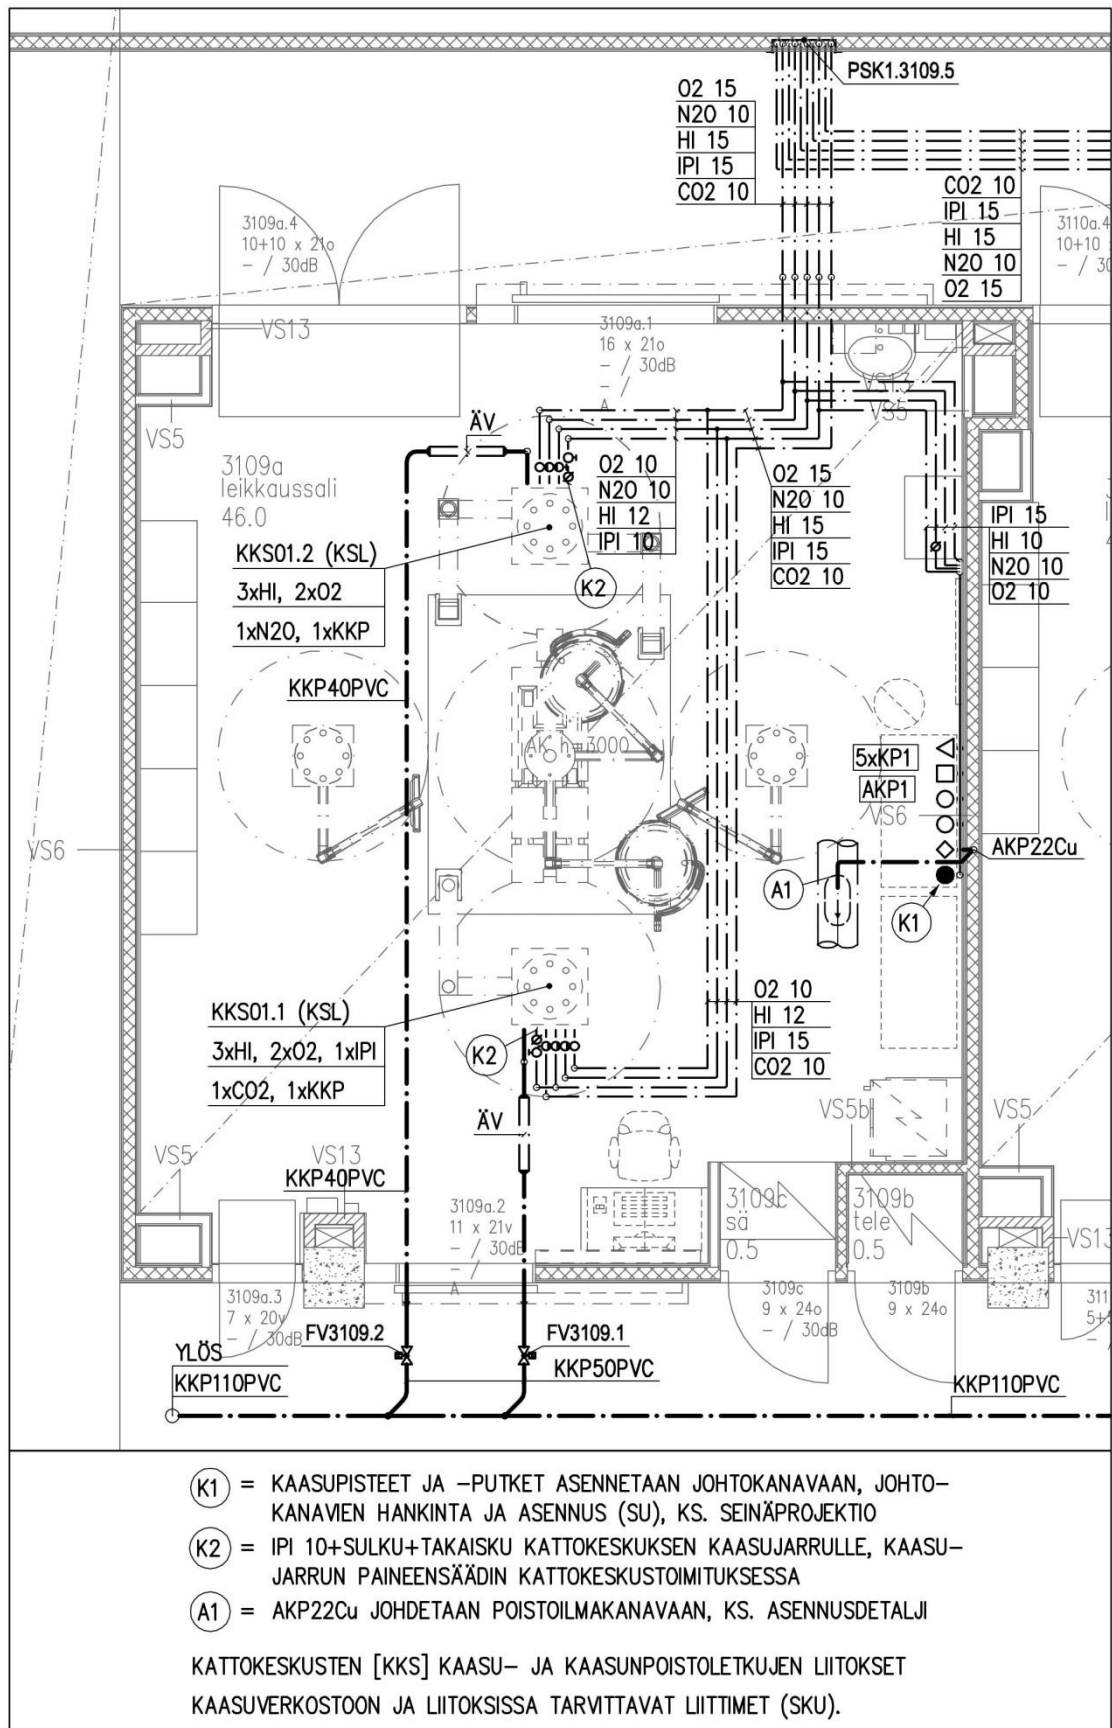 PSK1.3109.5
O2 15
N2O 10
HI 15
IPI 15
CO2 10
CO2 10
IPI 15
HI 15
N2O 10
O2 15
3109a.4
10+10 x 21o
- / 30dB
3110a.4
10+10
- / 30
VS13
3109a.1
16 x 21o
- / 30dB
- /
A
VS13
VS5
VS5
ÄV
3109a
leikkaussali
46.0
O2 10
N2O 10
HI 12
IPI 10
O2 15
N2O 10
HI 15
IPI 15
CO2 10
IPI 15
HI 10
N2O 10
O2 10
KKS01.2 (KSL)
3xHI, 2xO2
1xN2O, 1xKKP
K2
KKP40PVC
AK h=3000
5xKP1
AKP1
VS6
VS6
AKP22Cu
A1
K1
KKS01.1 (KSL)
3xHI, 2xO2, 1xIPI
1xCO2, 1xKKP
K2
O2 10
HI 12
IPI 15
CO2 10
ÄV
VS5b
VS5
VS5
VS13
KKP40PVC
3109a.2
11 x 21v
- / 30dB
- /
A
3109c
sä
0.5
3109b
tele
0.5
VS13
3109a.3
7 x 20v
- / 30dB
3109c
9 x 24o
- / 30dB
3109b
9 x 24o
FV3109.2
FV3109.1
YLÖS
KKP110PVC
KKP50PVC
KKP110PVC
K1 = KAASUPISTEET JA -PUTKET ASENNETAAN JOHTOKANAVAAN, JOHTO-
KANAVIEN HANKINTA JA ASENNUS (SU), KS. SEINÄPROJEKTIO
K2 = IPI 10+SULKU+TAKAISKU KATTOKESKUKSEN KAASUJARRULLE, KAASU-
JARRUN PAINEENSÄÄDIN KATTOKESKUSTOIMITUKSESSA
A1 = AKP22Cu JOHDETAAN POISTOILMAKANAVAAN, KS. ASENNUSDETALJI
KATTOKESKUSTEN [KKS] KAASU- JA KAASUNPOISTOLETKUJEN LIITOKSET
KAASUVERKOSTOON JA LIITOKSISSA TARVITTAVAT LIITTIMET (SKU).